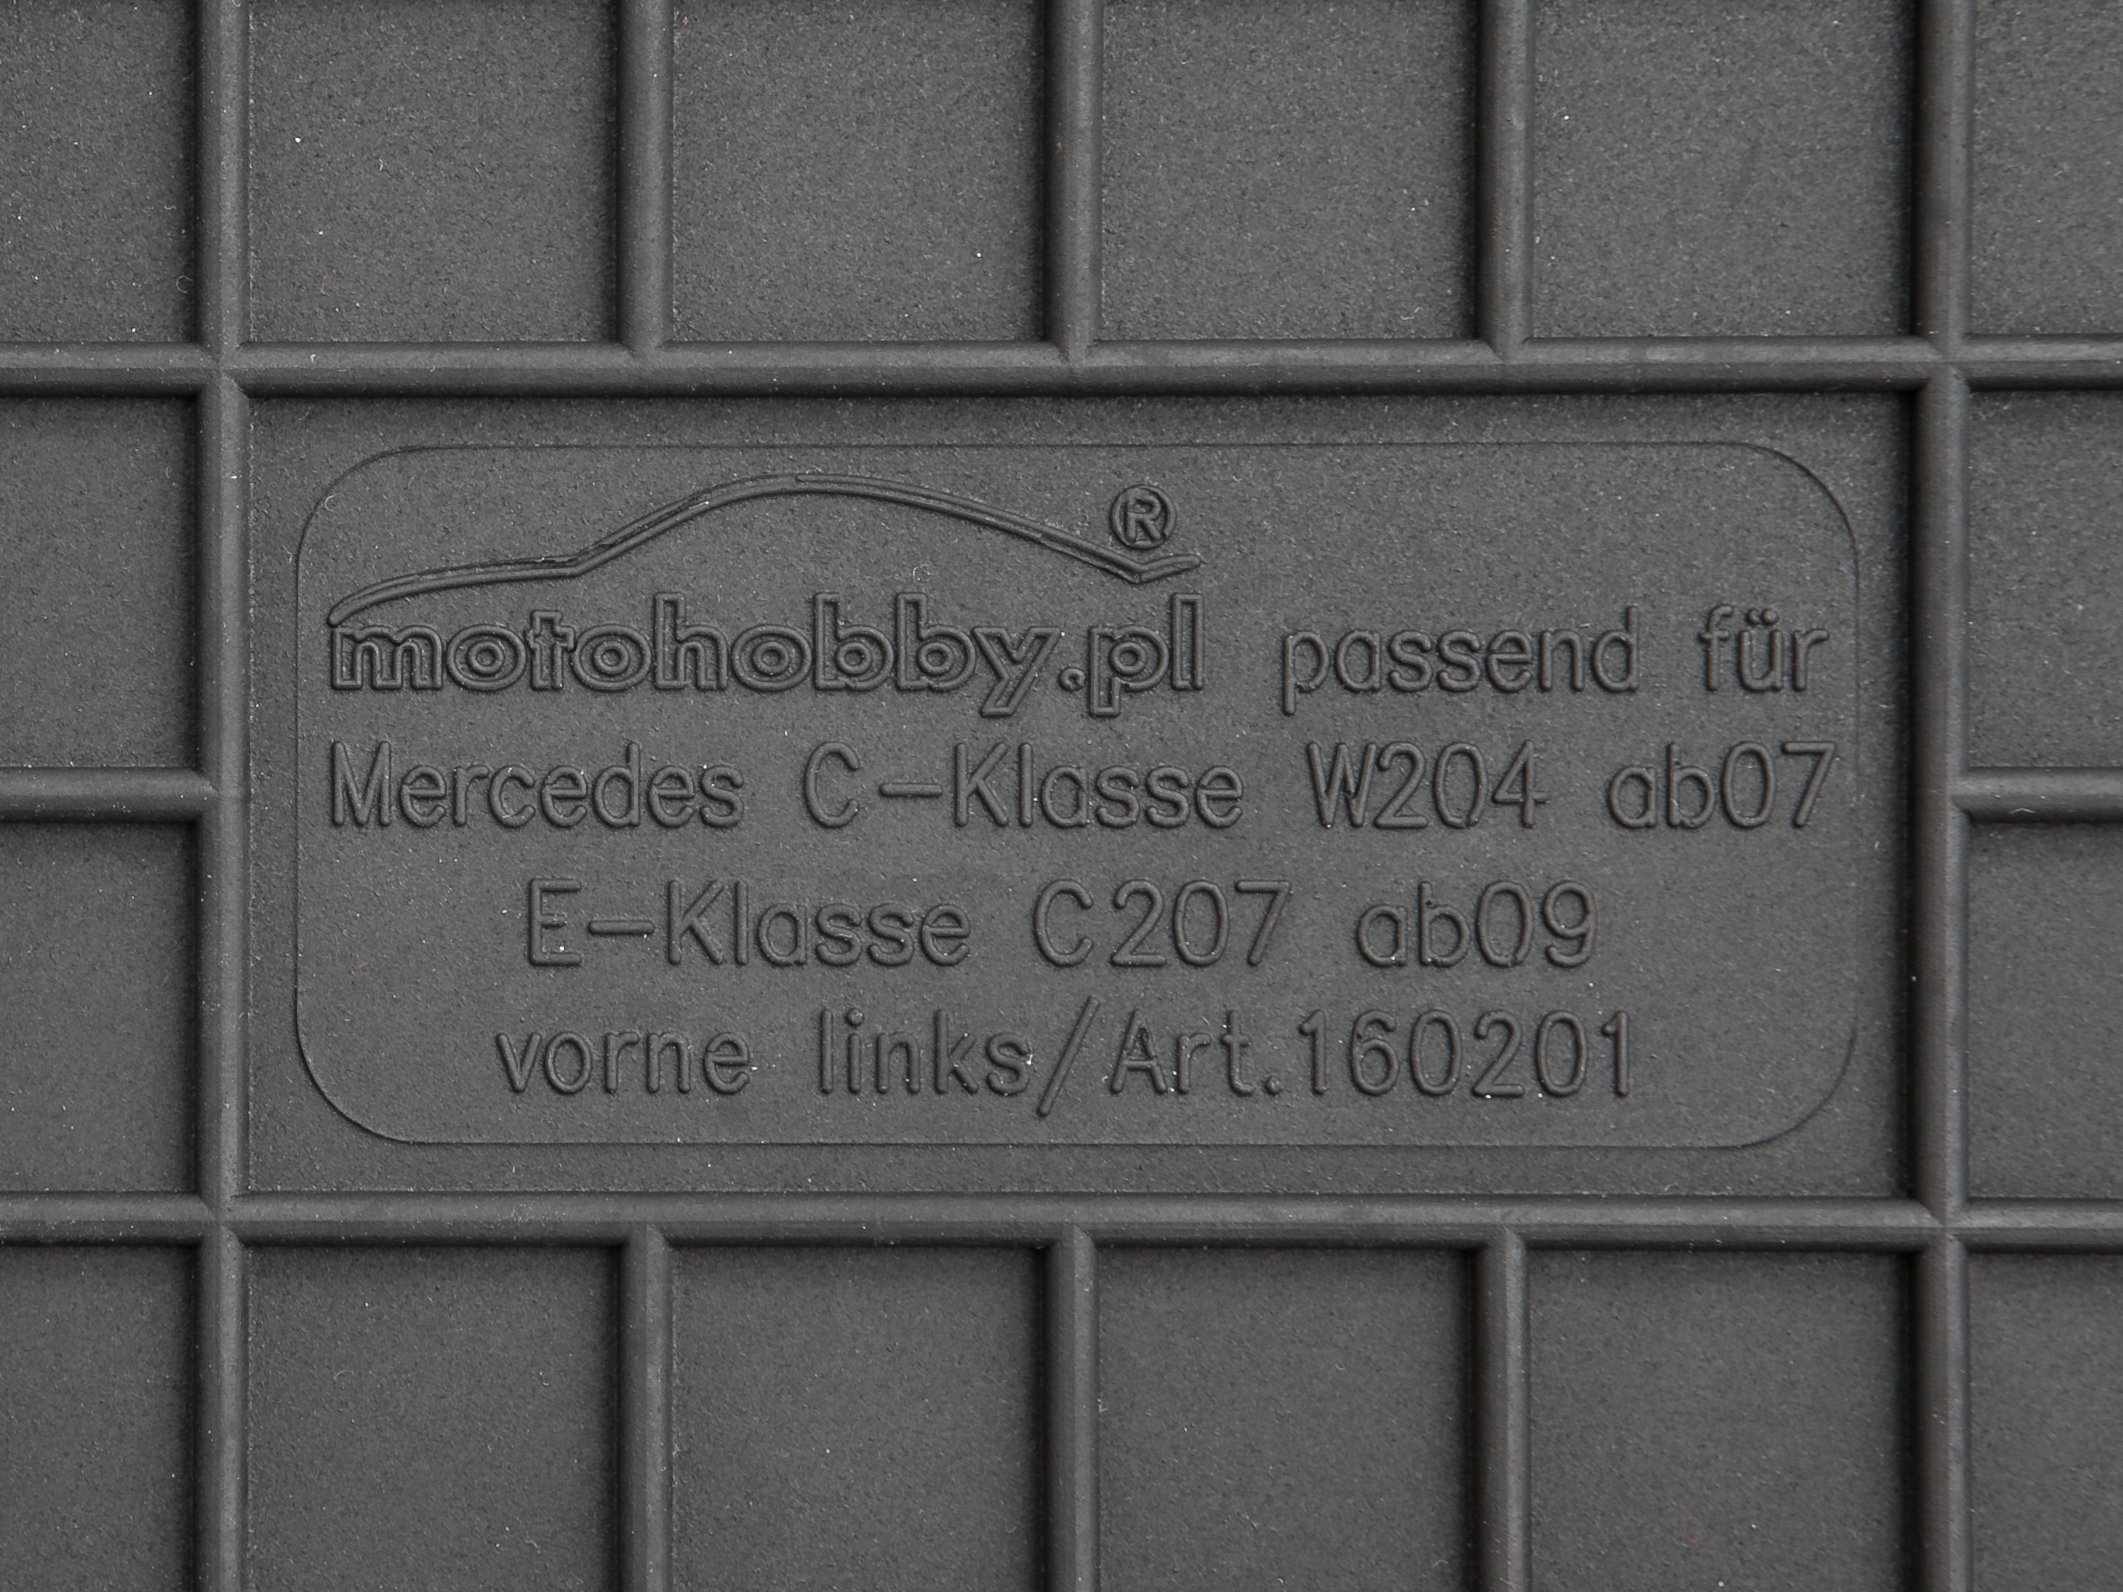 motohobby.pl® passend für
Mercedes C-Klasse W204 ab07
E-Klasse C207 ab09
vorne links/Art.160201